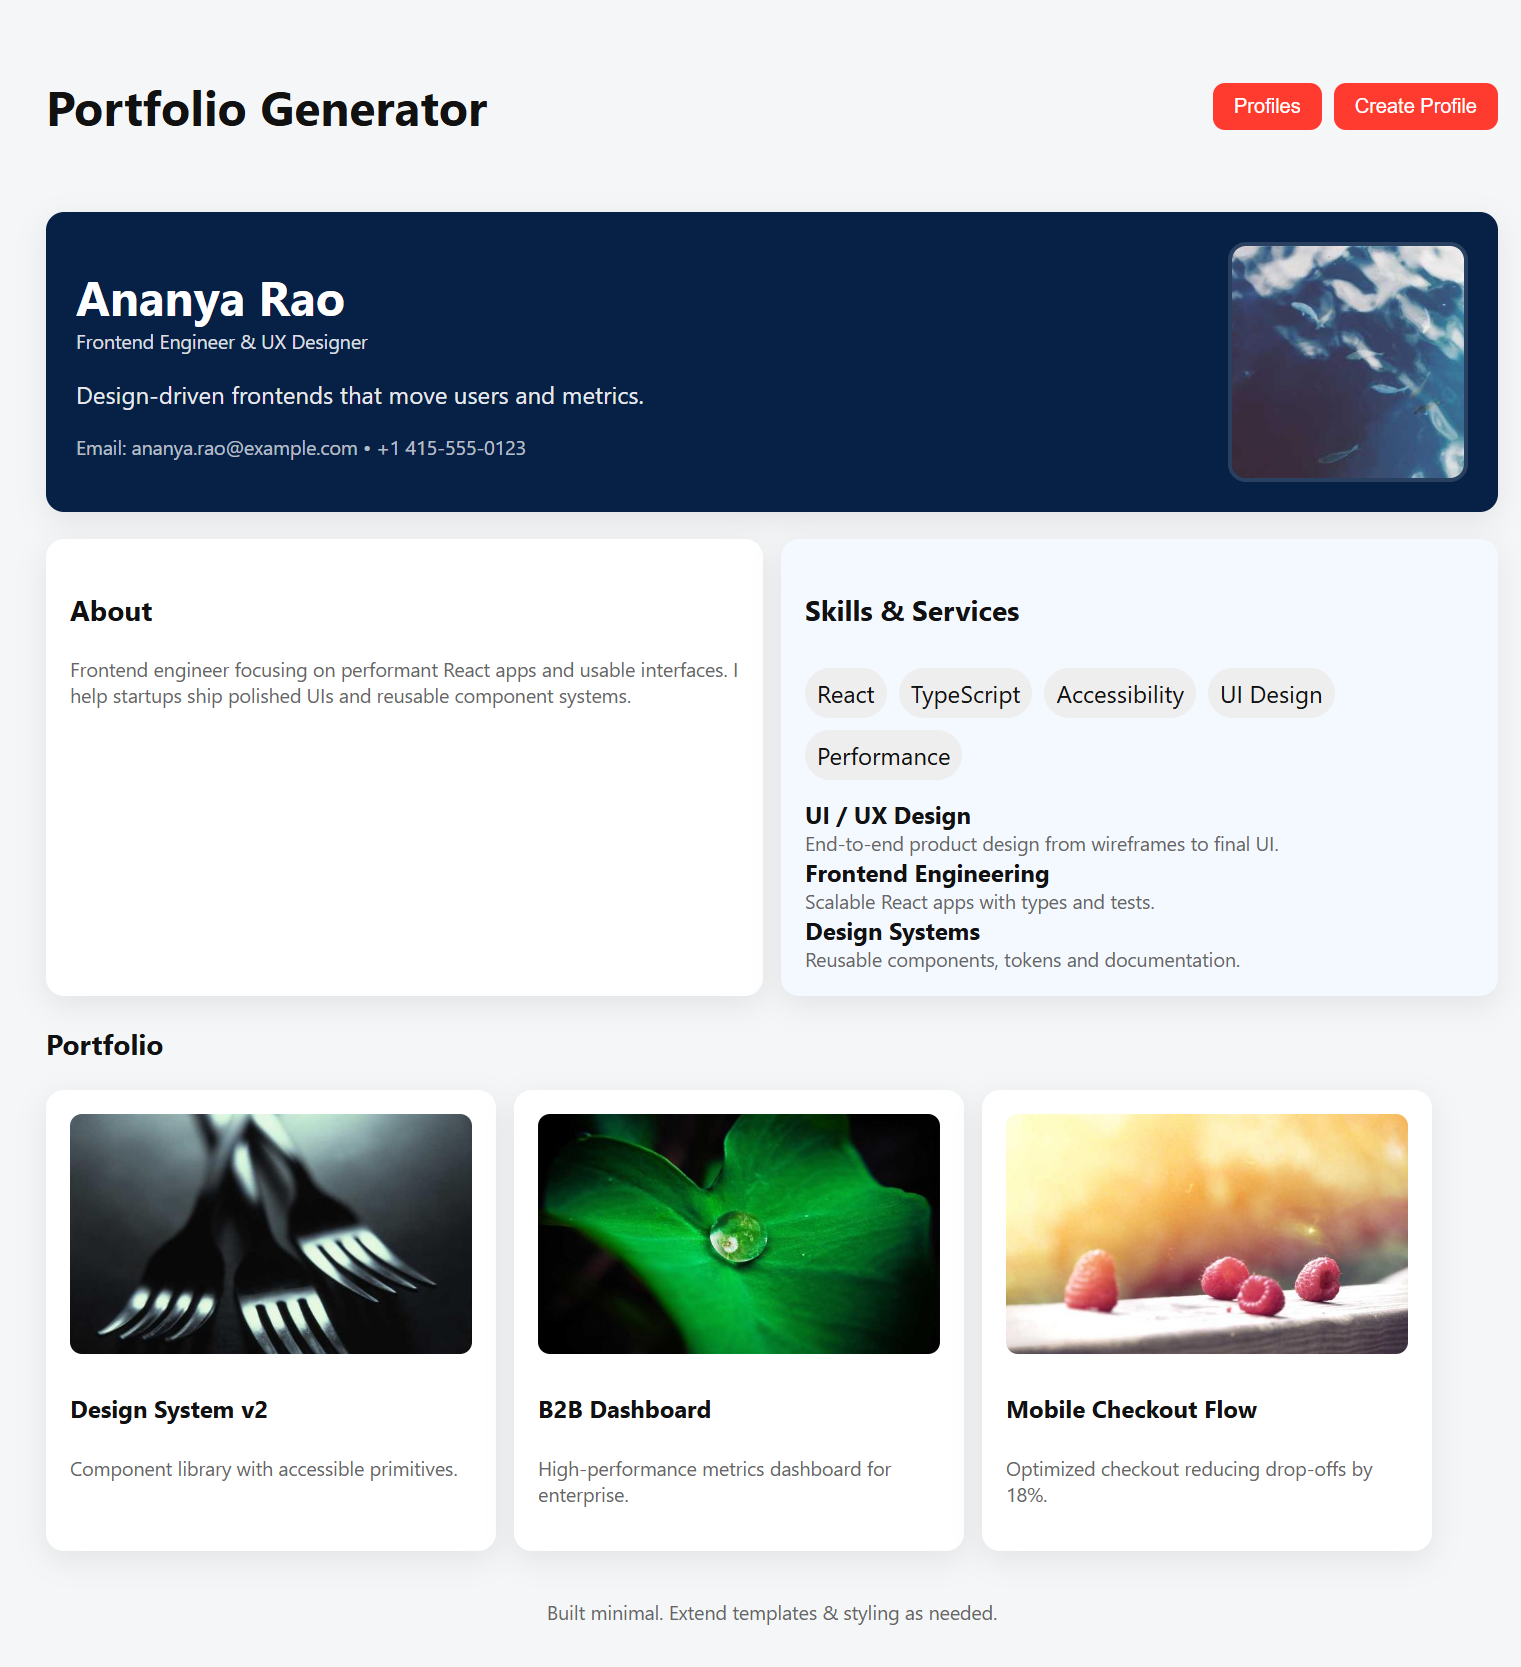 Portfolio Generator
Profiles
Create Profile
Ananya Rao
Frontend Engineer & UX Designer
Design-driven frontends that move users and metrics.
Email: ananya.rao@example.com • +1 415-555-0123
About
Frontend engineer focusing on performant React apps and usable interfaces. I
help startups ship polished UIs and reusable component systems.
Skills & Services
React
TypeScript
Accessibility
UI Design
Performance
UI / UX Design
End-to-end product design from wireframes to final UI.
Frontend Engineering
Scalable React apps with types and tests.
Design Systems
Reusable components, tokens and documentation.
Portfolio
Design System v2
Component library with accessible primitives.
B2B Dashboard
High-performance metrics dashboard for
enterprise.
Mobile Checkout Flow
Optimized checkout reducing drop-offs by
18%.
Built minimal. Extend templates & styling as needed.